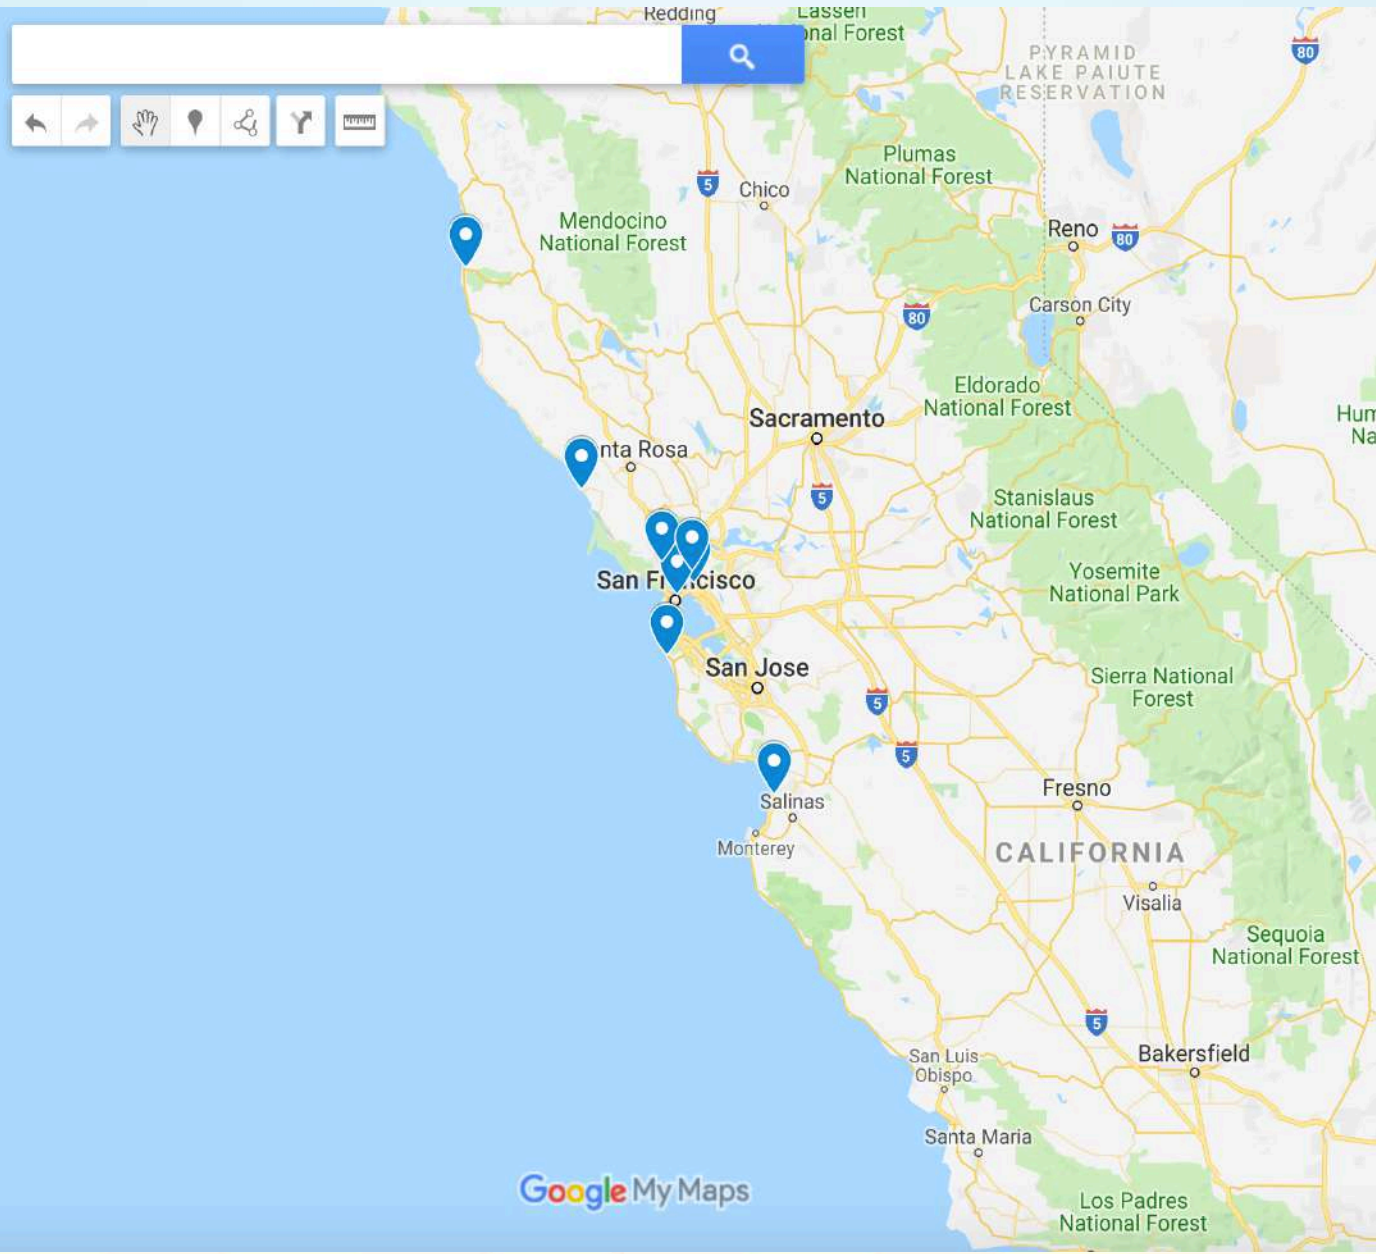 Redding
Lassen
nal Forest
80
PYRAMID
LAKE PAIUTE
RESERVATION
Plumas
National Forest
5
Chico
Mendocino
National Forest
Reno
80
Carson City
80
Eldorado
National Forest
Sacramento
Hum
Na
nta Rosa
5
Stanislaus
National Forest
Yosemite
National Park
San Fr ncisco
San Jose
Sierra National
Forest
5
5
Fresno
Salinas
Monterey
CALIFORNIA
Visalia
Sequoia
National Forest
5
San Luis
Obispo
Bakersfield
Santa Maria
Google My Maps
Los Padres
National Forest